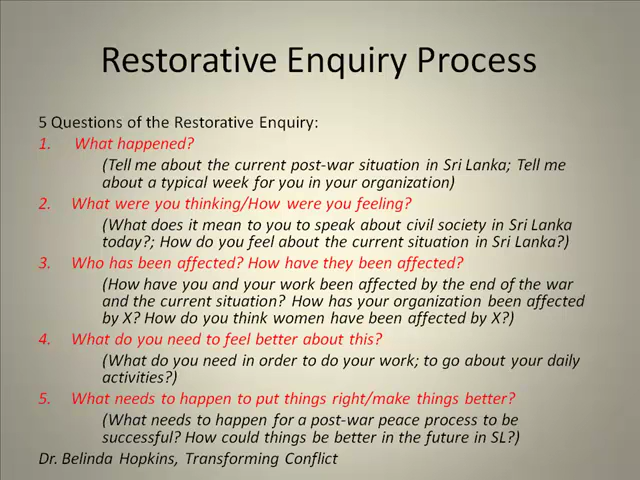 Restorative Enquiry Process
5 Questions of the Restorative Enquiry:
1. What happened?
(Tell me about the current post-war situation in Sri Lanka; Tell me
about a typical week for you in your organization)
2. What were you thinking/How were you feeling?
(What does it mean to you to speak about civil society in Sri Lanka
today?; How do you feel about the current situation in Sri Lanka?)
3. Who has been affected? How have they been affected?
(How have you and your work been affected by the end of the war
and the current situation? How has your organization been affected
by X? How do you think women have been affected by X?)
4. What do you need to feel better about this?
(What do you need in order to do your work; to go about your daily
activities?)
5. What needs to happen to put things right/make things better?
(What needs to happen for a post-war peace process to be
successful? How could things be better in the future in SL?)
Dr. Belinda Hopkins, Transforming Conflict